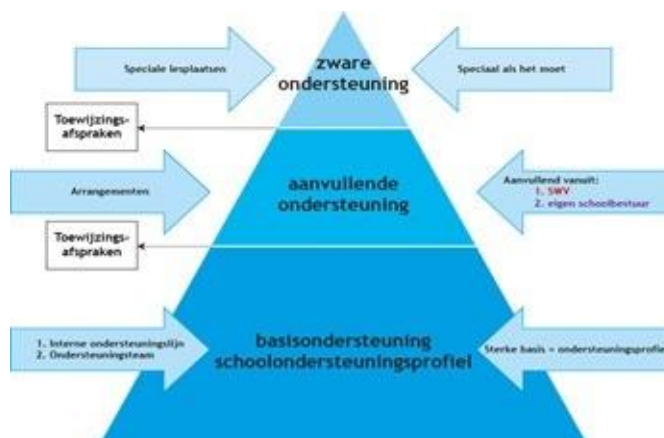 zware
ondersteuning
Speciale lesplaatsen
Speciaal als het moet
Toewijzings-
afspraken
aanvullende
ondersteuning
Arrangementen
Aanvullend vanuit:
1. SWV
2. eigen schoolbestuur
Toewijzings-
afspraken
basisondersteuning
schoolondersteuningsprofiel
1. Interne ondersteuningslijn
2. Ondersteuningsteam
Sterke basis = ondersteuningsprofie